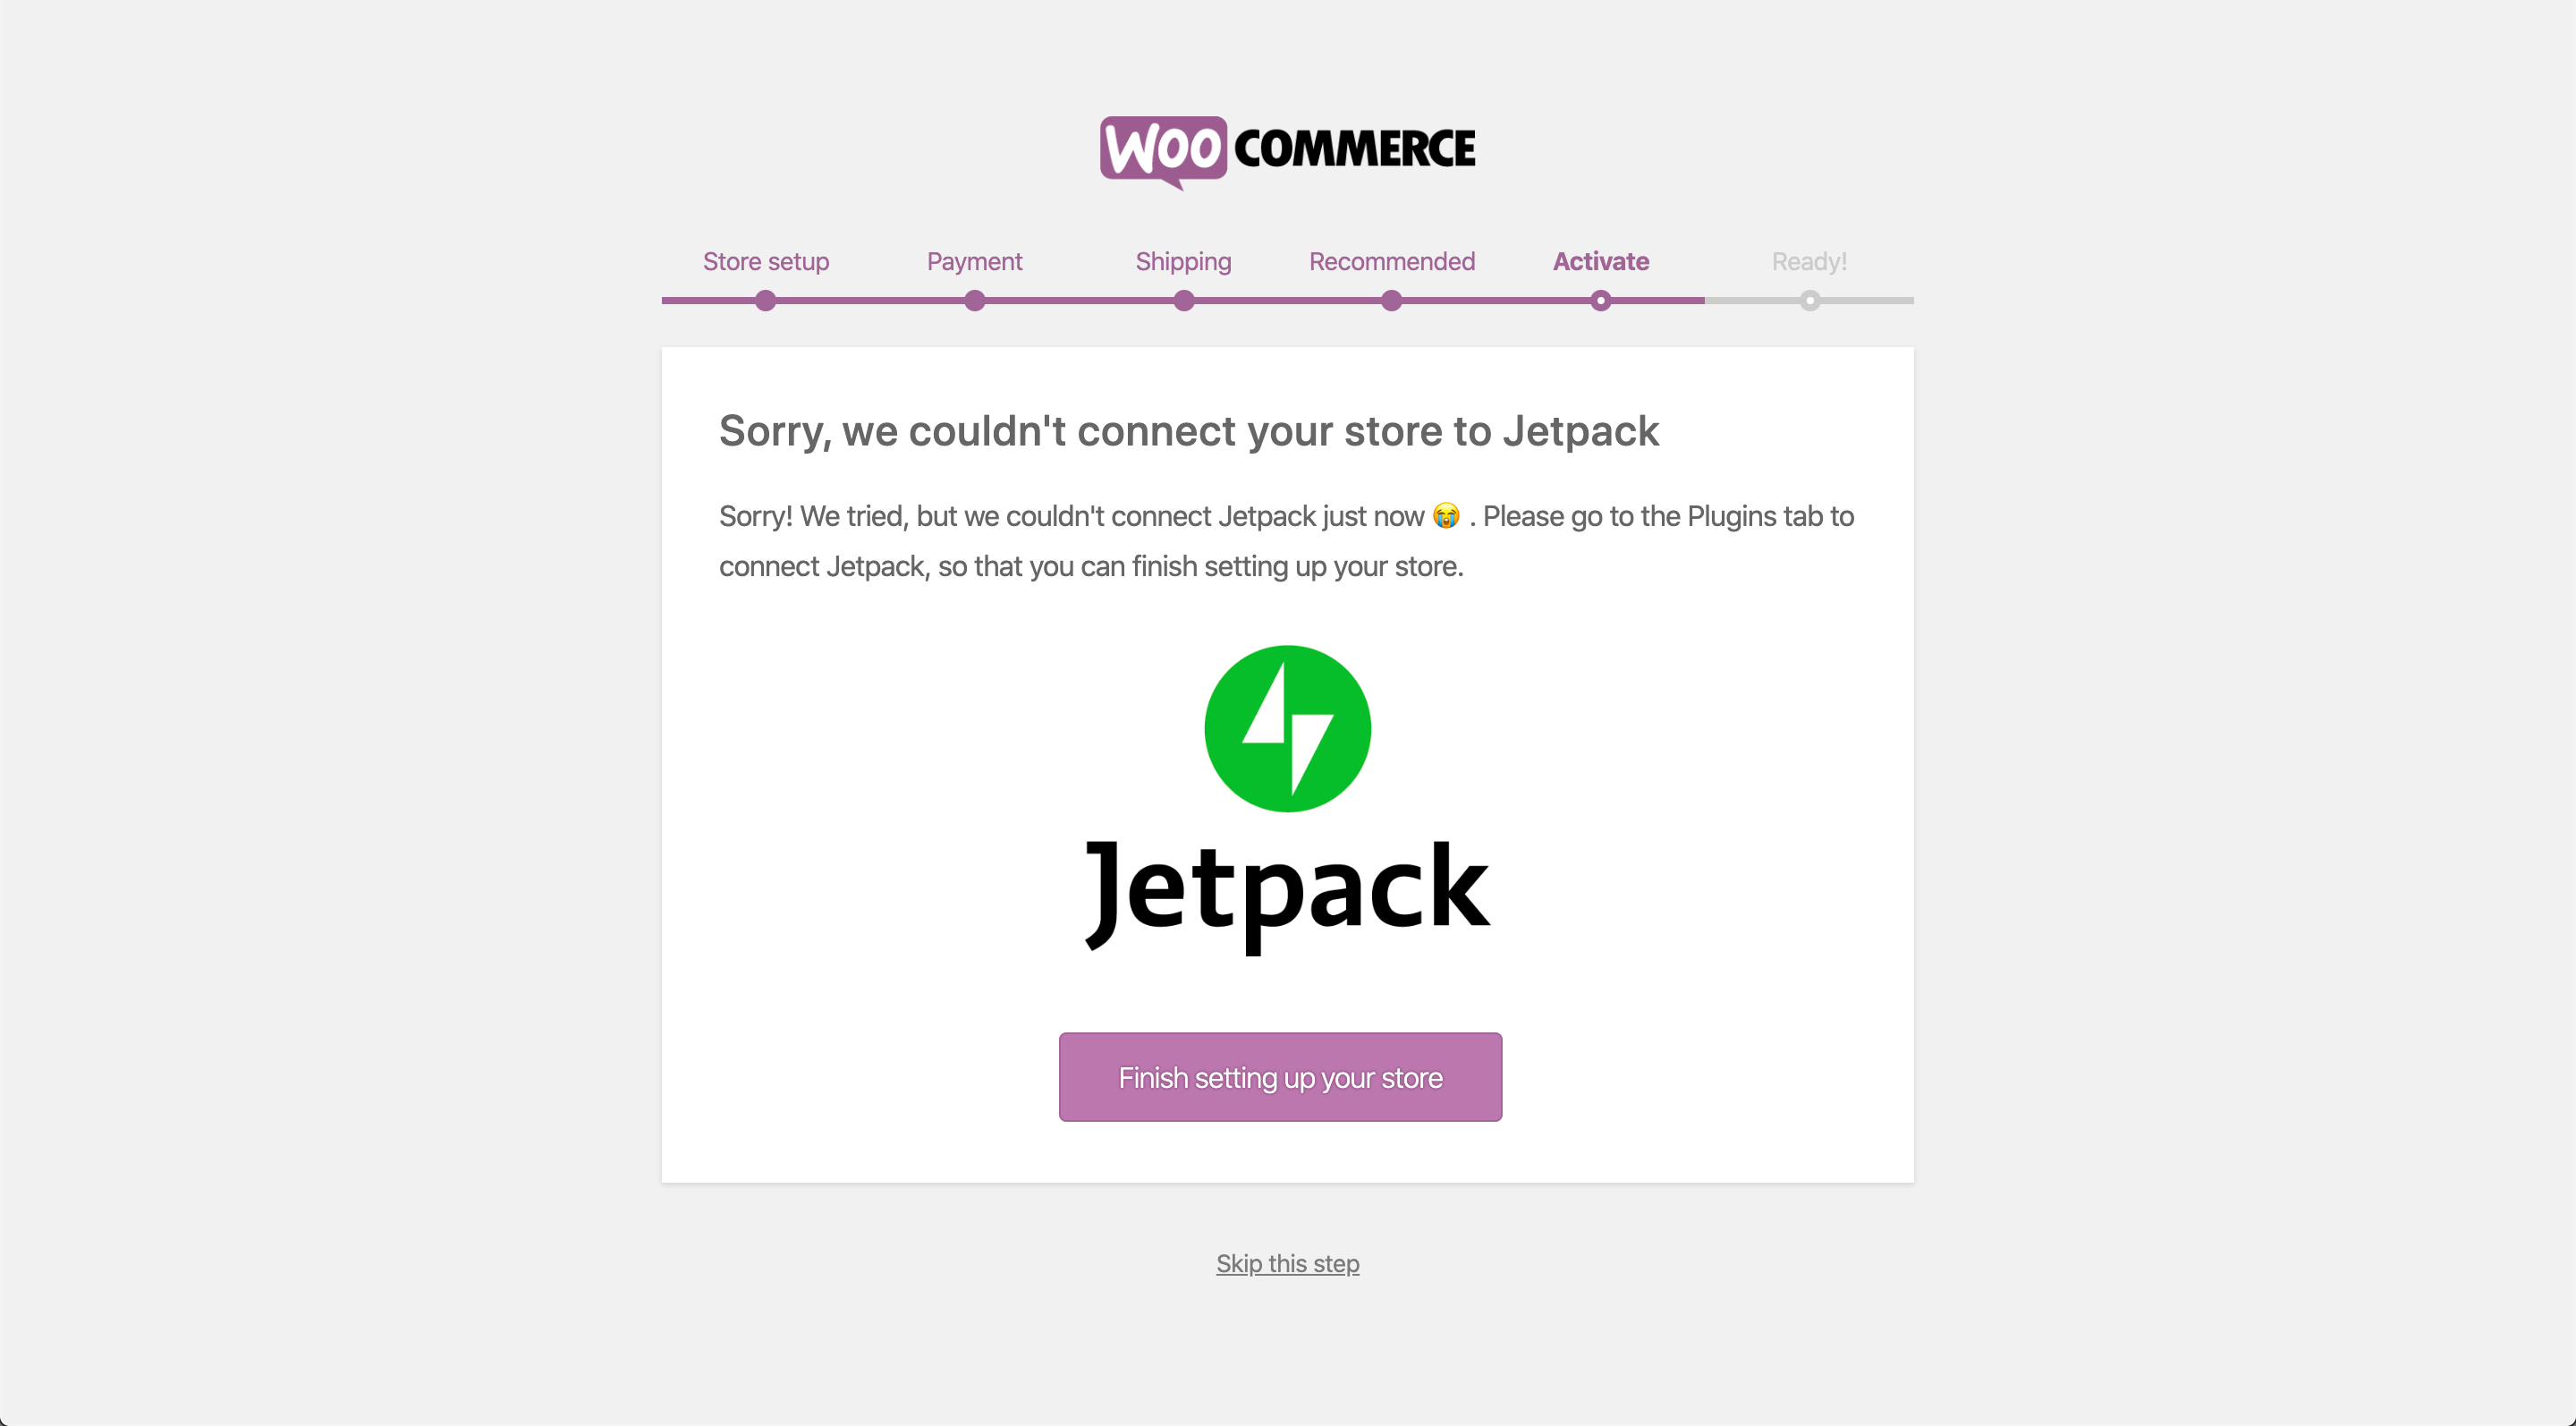 WOO COMMERCE
Store setup Payment Shipping Recommended Activate Ready!
Sorry, we couldn't connect your store to Jetpack
Sorry! We tried, but we couldn't connect Jetpack just now 😭 . Please go to the Plugins tab to
connect Jetpack, so that you can finish setting up your store.
Jetpack
Finish setting up your store
Skip this step